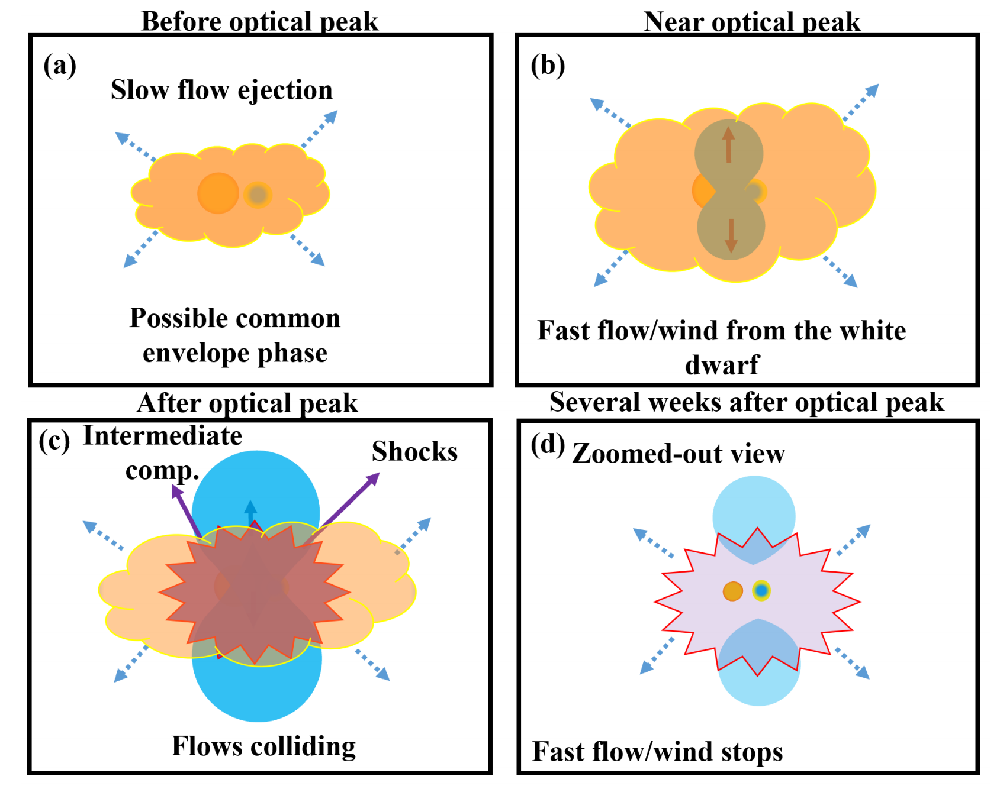 Before optical peak
(a)
Slow flow ejection
Possible common
envelope phase
Near optical peak
(b)
Fast flow/wind from the white
dwarf
After optical peak
(c)
Intermediate
comp.
Shocks
Flows colliding
Several weeks after optical peak
(d)
Zoomed-out view
Fast flow/wind stops